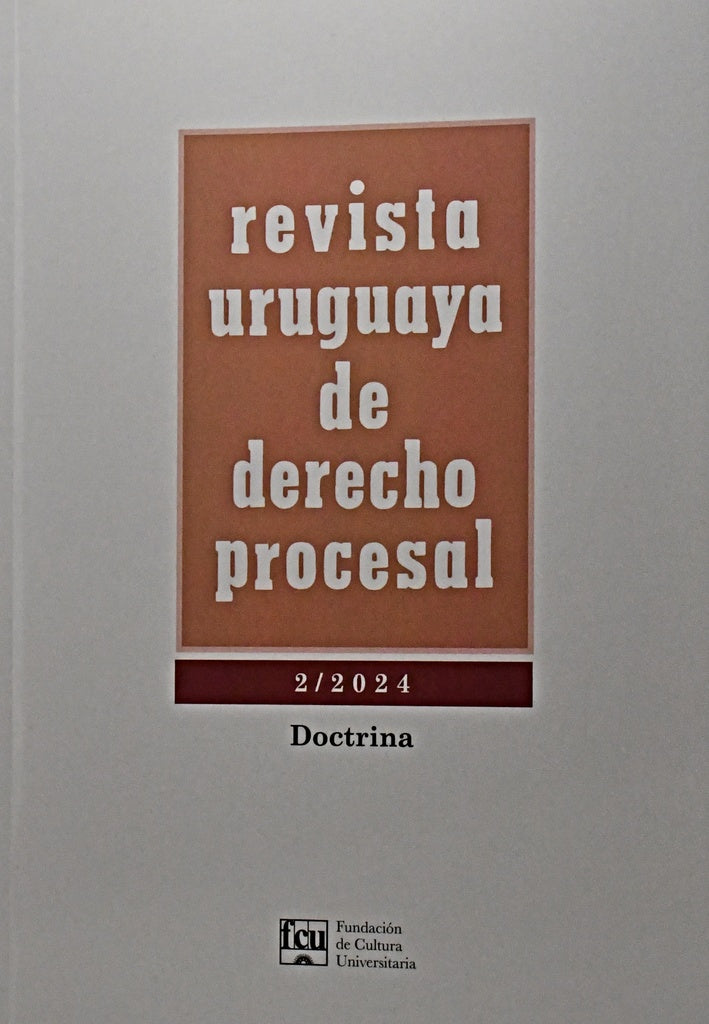 revista
uruguaya
de
derecho
procesal
2/2024
Doctrina
fcu
Fundación
de Cultura
Universitaria